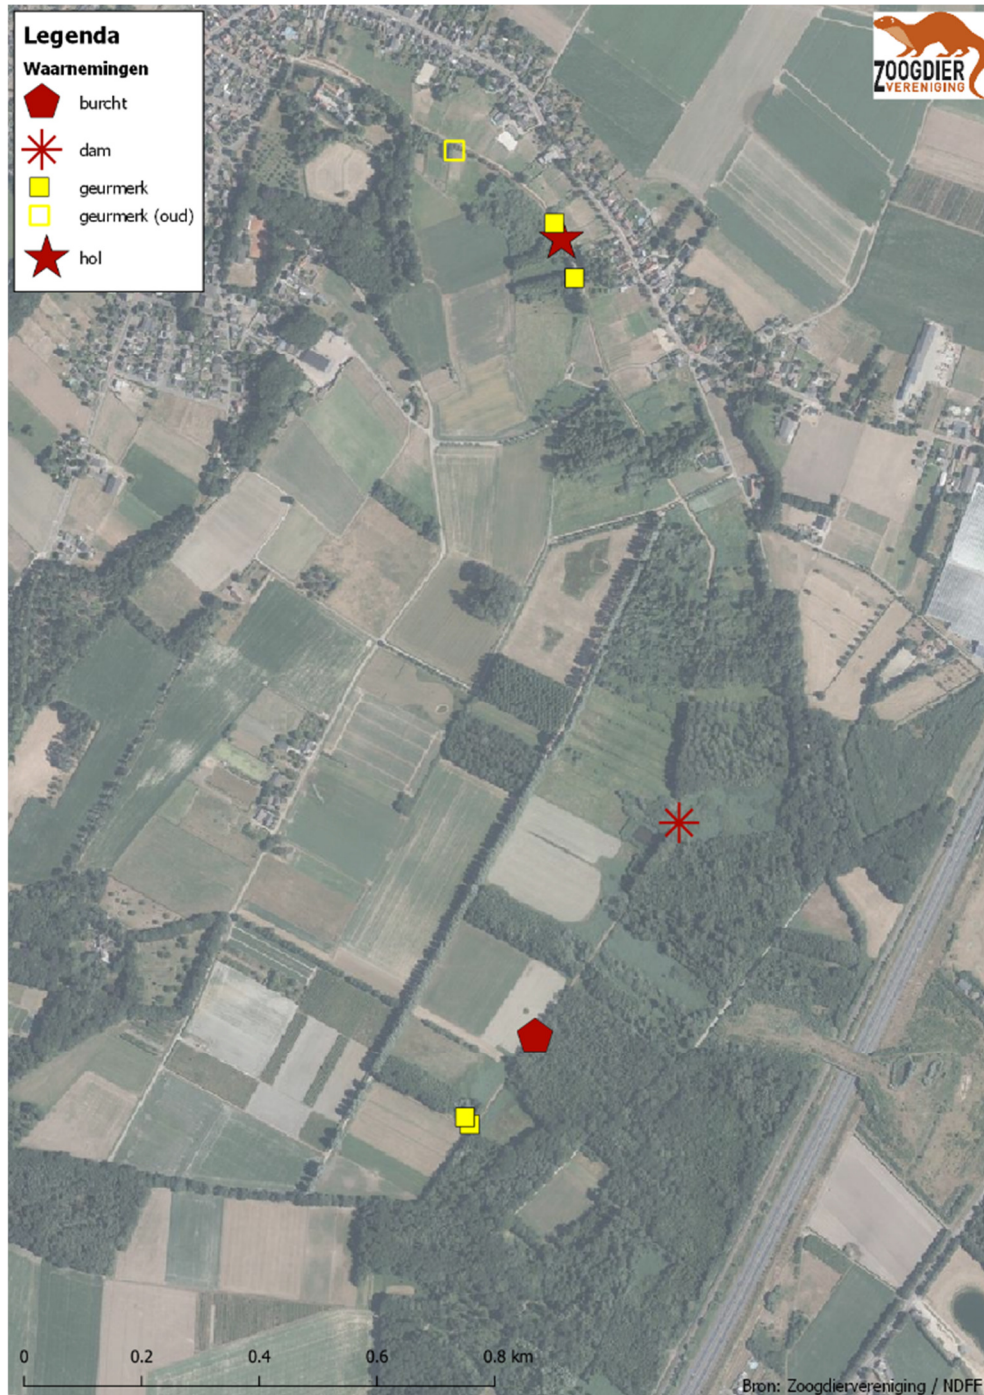 Legenda
Waarnemingen
burcht
dam
geurmerk
geurmerk (oud)
hol
ZOOGDIER
VERENIGING
0 0.2 0.4 0.6 0.8 km
Bron: Zoogdiervereniging / NDFF